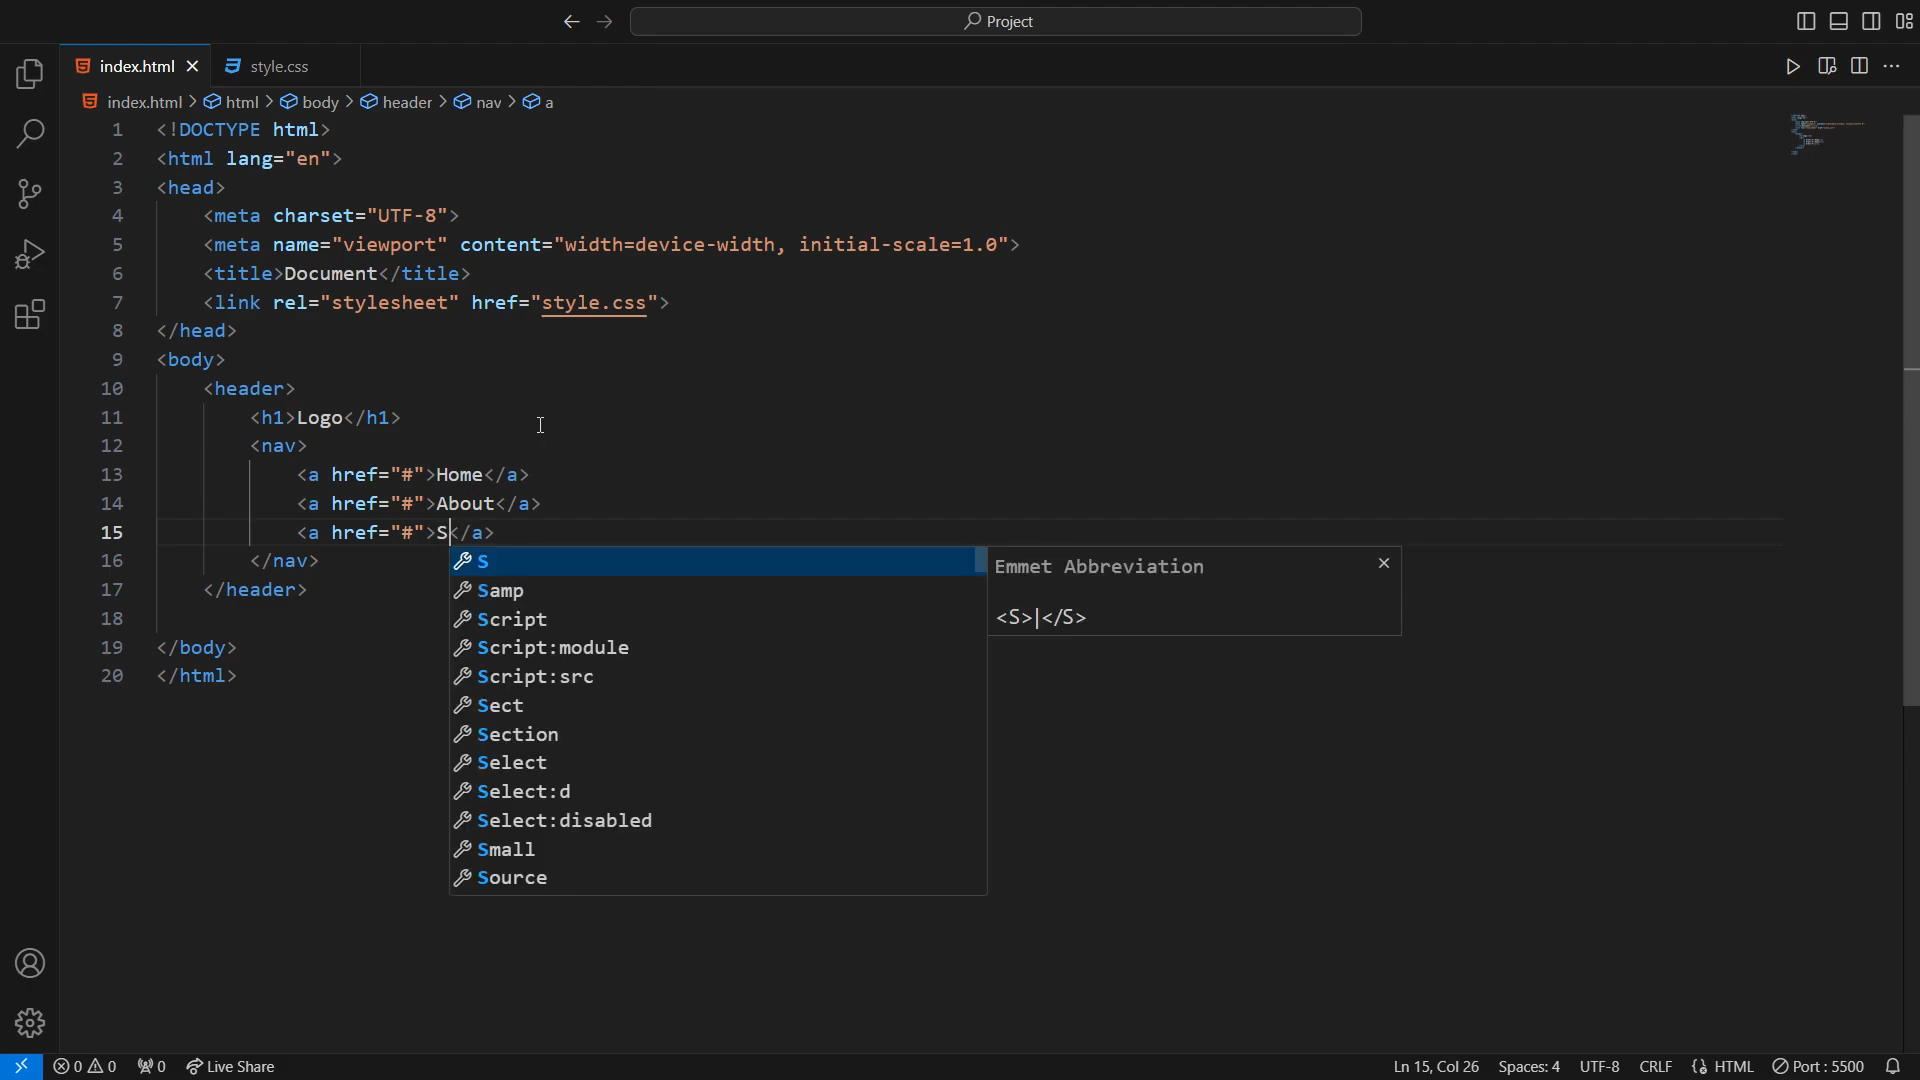 Project
index.html
style.css
index.html > html > body > header > nav > a
1 <!DOCTYPE html>
2 <html lang="en">
3 <head>
4 <meta charset="UTF-8">
5 <meta name="viewport" content="width=device-width, initial-scale=1.0">
6 <title>Document</title>
7 <link rel="stylesheet" href="style.css">
8 </head>
9 <body>
10 <header>
11 <h1>Logo</h1>
12 <nav>
13 <a href="#">Home</a>
14 <a href="#">About</a>
15 <a href="#">S</a>
16 </nav>
17 </header>
18
19 </body>
20 </html>
S
Samp
Script
Script:module
Script:src
Sect
Section
Select
Select:d
Select:disabled
Small
Source
Emmet Abbreviation
<S>|</S>
0 0 0 Live Share Ln 15, Col 26 Spaces: 4 UTF-8 CRLF HTML Port : 5500